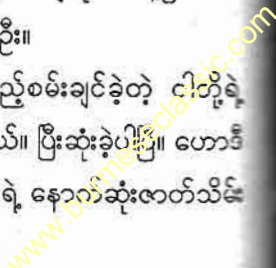 ဦး။
ည့်စမ်းချင်ခဲ့တဲ့ ငါတို့ရဲ့
ယ်။ ပြီးဆုံးခဲ့ပါပြီ။ ဟောဒီ
ရဲ့ နောက်ဆုံးဇာတ်သိမ်း
www.burmeseclassic.com